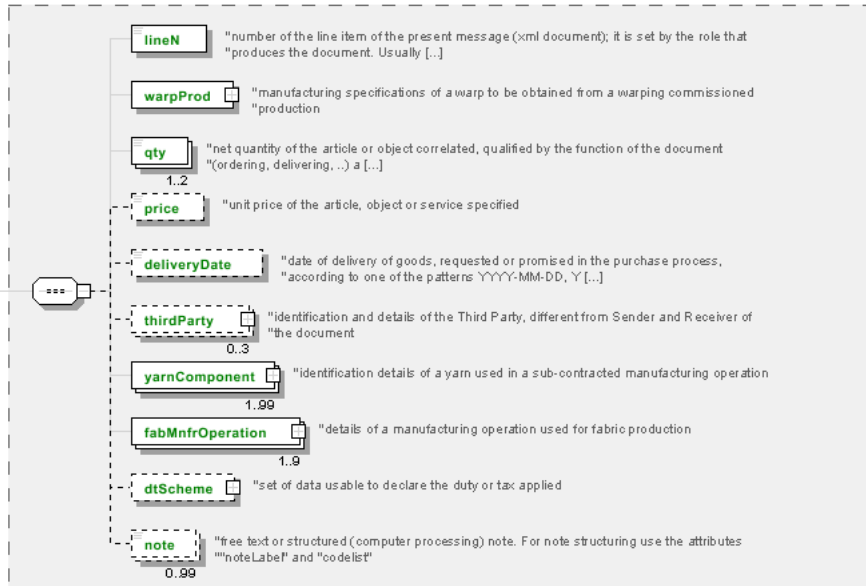 lineN
"number of the line item of the present message (xml document); it is set by the role that
"produces the document. Usually [...]
warpProd
"manufacturing specifications of a warp to be obtained from a warping commissioned
"production
qty
"net quantity of the article or object correlated, qualified by the function of the document
"(ordering, delivering, ..) a [...]
1..2
price
"unit price of the article, object or service specified
deliveryDate
"date of delivery of goods, requested or promised in the purchase process,
"according to one of the patterns YYYY-MM-DD, Y [...]
thirdParty
"identification and details of the Third Party, different from Sender and Receiver of
"the document
0..3
yarnComponent
"identification details of a yarn used in a sub-contracted manufacturing operation
1..99
fabMnfrOperation
"details of a manufacturing operation used for fabric production
1..9
dtScheme
"set of data usable to declare the duty or tax applied
note
"free text or structured (computer processing) note. For note structuring use the attributes
""noteLabel" and "codelist"
0..99